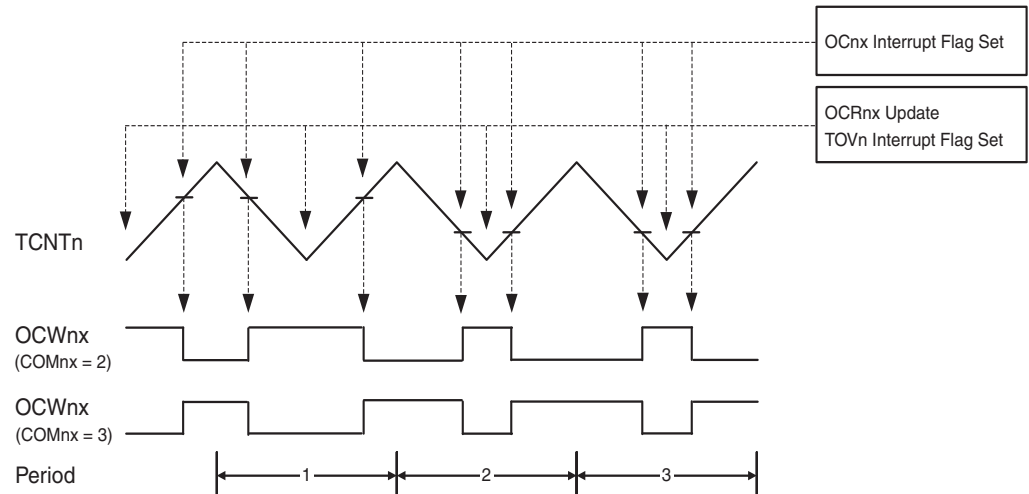 OCnx Interrupt Flag Set
OCRnx Update
TOVn Interrupt Flag Set
TCNTn
OCWnx
(COMnx = 2)
OCWnx
(COMnx = 3)
Period
1
2
3